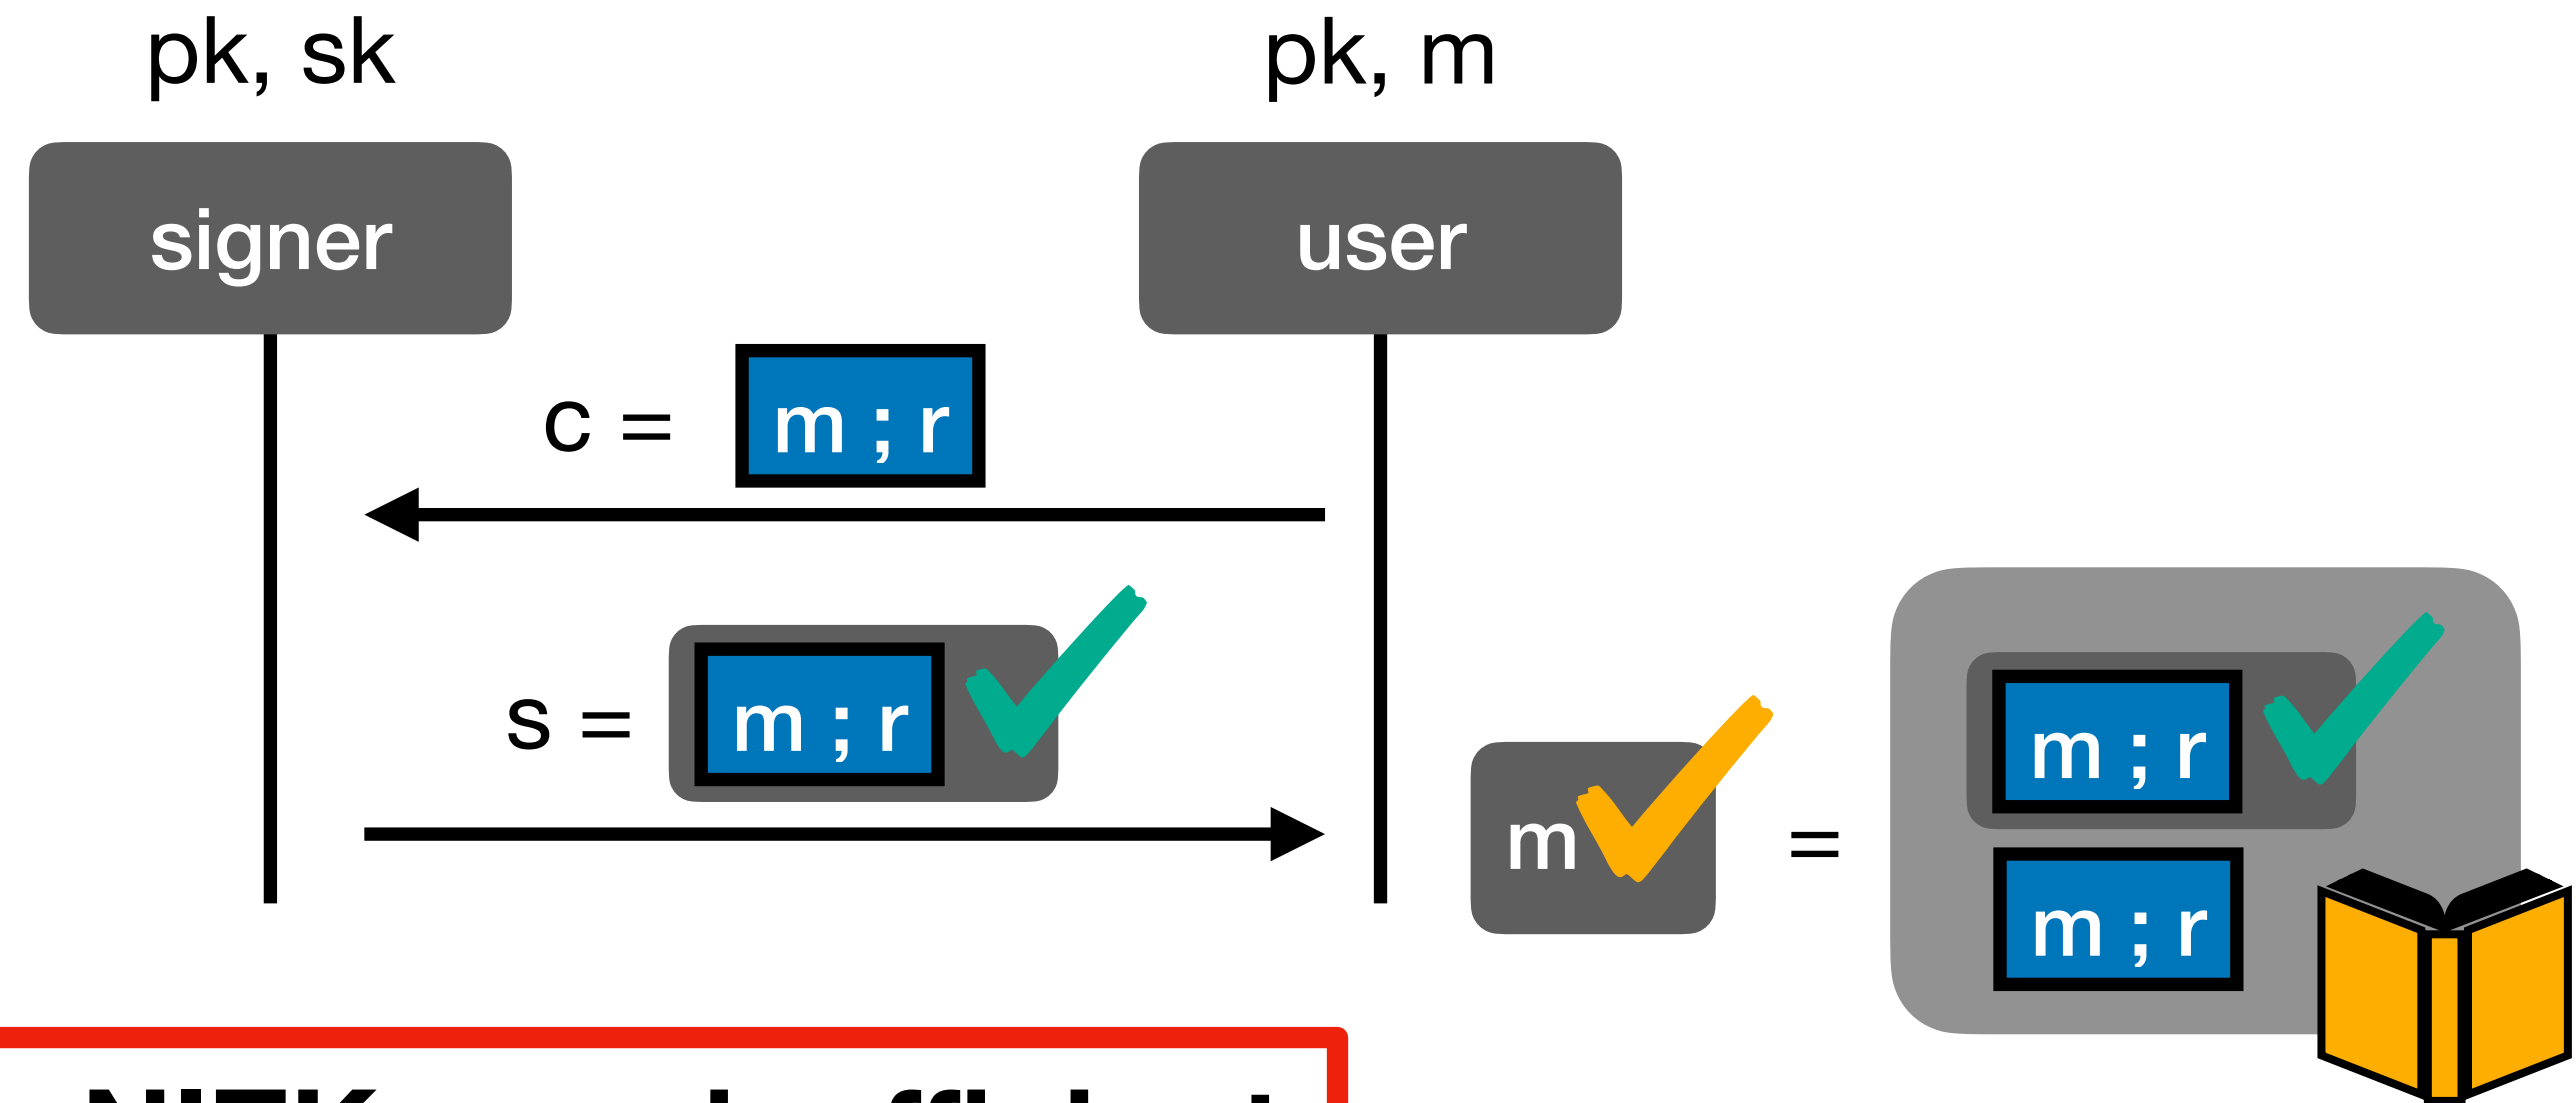 pk, sk
pk, m
signer
user
c = m ; r
s = m ; r
m = m ; r
m ; r